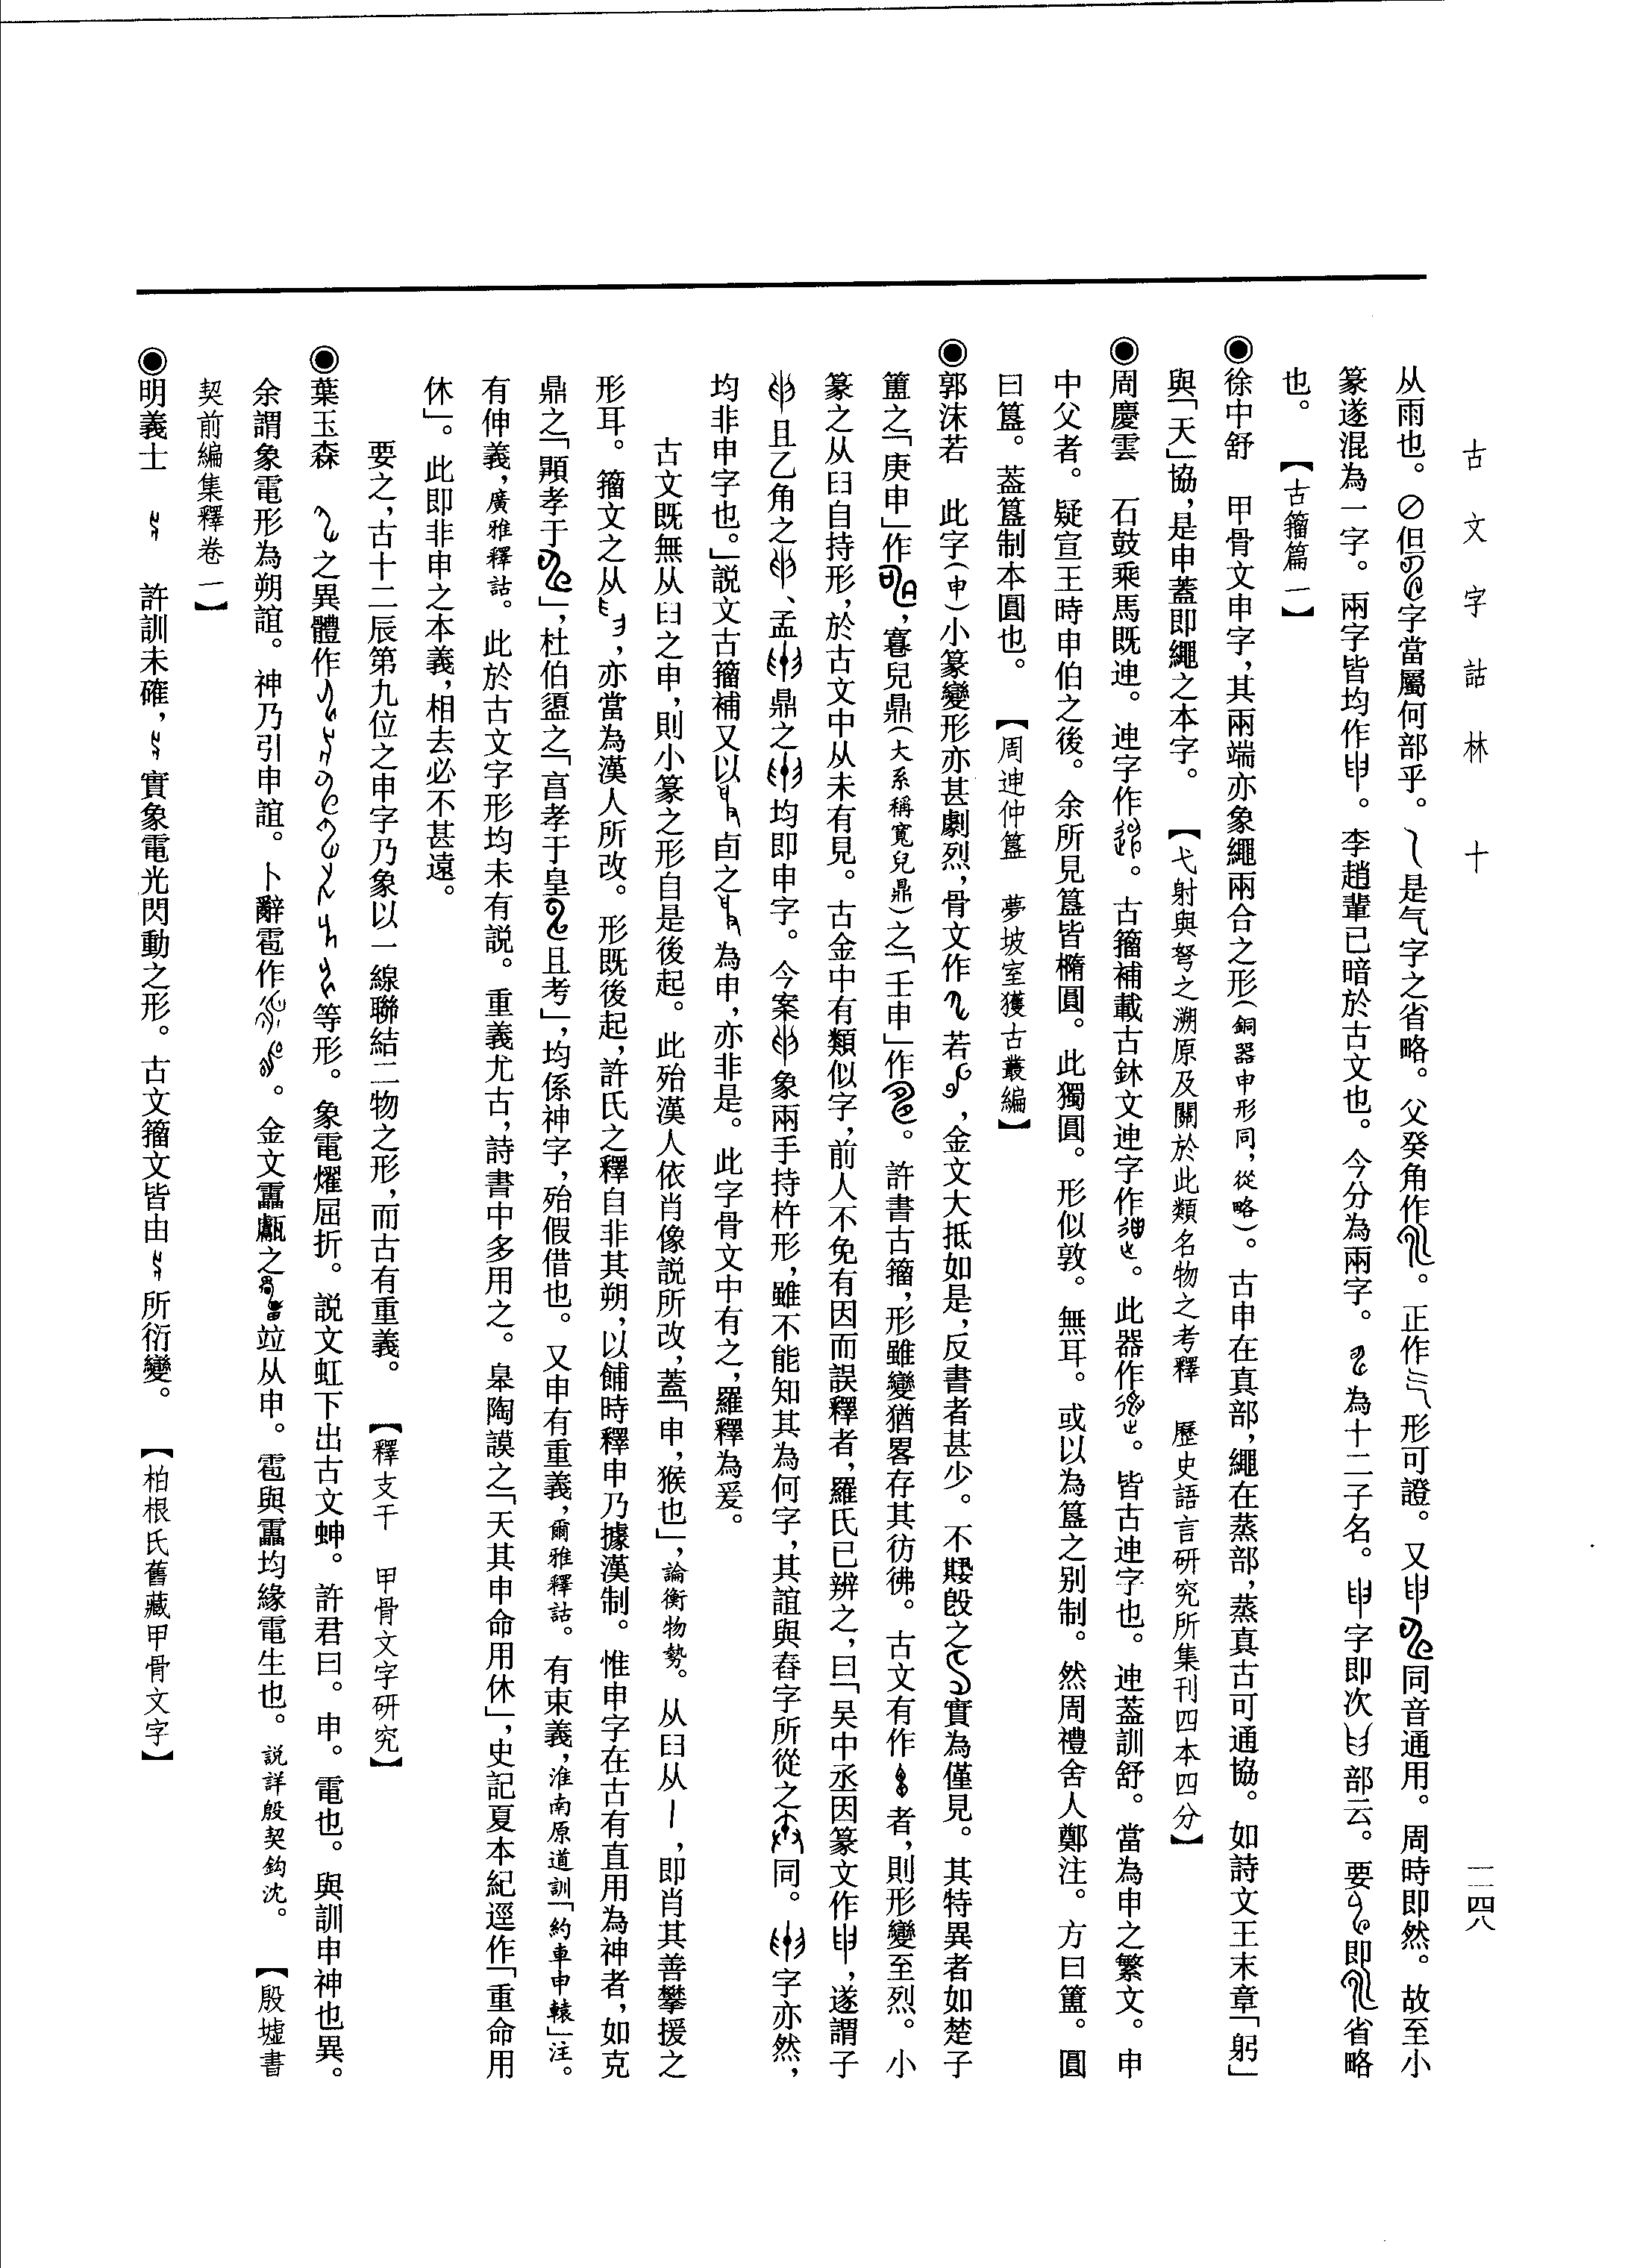 古文字詁林 十
一一四八
从雨也。但字當屬何部乎。是气字之省略。父癸角作。正作形可證。又同音通用。周時即然。故至小
篆遂混為一字。兩字皆均作。李趙輩已暗於古文也。今分為兩字。為十二子名。字即次部云。要即省略
也。【古籀篇一】
◉徐中舒 甲骨文申字，其兩端亦象繩兩合之形（銅器申形同，從略）。古申在真部，繩在蒸部，蒸真古可通協。如詩文王末章「躬」
與「天」協，是申蓋即繩之本字。【弋射與弩之溯原及關於此類名物之考釋 歷史語言研究所集刊四本四分】
◉周慶雲 石鼓乘馬既迧。迧字作。古籀補載古鉥文迧字作。此器作。皆古迧字也。迧蓋訓舒。當為申之繁文。申
中父者。疑宣王時申伯之後。余所見簋皆橢圓。此獨圓。形似敦。無耳。或以為簋之別制。然周禮舍人鄭注。方曰簠。圓
曰簋。葢簋制本圓也。【周迧仲簋 夢坡室獲古叢編】
◉郭沫若 此字（申）小篆變形亦甚劇烈，骨文作若，金文大抵如是，反書者甚少。不𡢁𣪘之實為僅見。其特異者如楚子
簠之「庚申」作，寋兒鼎（大系稱寬兒鼎）之「壬申」作。許書古籀，形雖變猶畧存其彷彿。古文有作者，則形變至烈。小
篆之从𦥑自持形，於古文中从未有見。古金中有類似字，前人不免有因而誤釋者，羅氏已辨之，曰「吴中丞因篆文作，遂謂子
且乙角之、孟鼎之均即申字。今案象兩手持杵形，雖不能知其為何字，其誼與舂字所從之同。字亦然，
均非申字也。」説文古籀補又以卣之為申，亦非是。此字骨文中有之，羅釋為爰。
古文既無从𦥑之申，則小篆之形自是後起。此殆漢人依肖像説所改，蓋「申，猴也」，論衡物勢。从𦥑从丨，即肖其善攀援之
形耳。籀文之从，亦當為漢人所改。形既後起，許氏之釋自非其朔，以餔時釋申乃據漢制。惟申字在古有直用為神者，如克
鼎之「顯孝于」，杜伯盨之「亯孝于皇且考」，均係神字，殆假借也。又申有重義，爾雅釋詁。有束義，淮南原道訓「約車申轅」注。
有伸義，廣雅釋詁。此於古文字形均未有説。重義尤古，詩書中多用之。皋陶謨之「天其申命用休」，史記夏本紀逕作「重命用
休」。此即非申之本義，相去必不甚遠。
要之，古十二辰第九位之申字乃象以一線聯結二物之形，而古有重義。【釋支干 甲骨文字研究】
◉葉玉森 之異體作等形。象電燿屈折。説文虹下出古文𧌘。許君曰。申。電也。與訓申神也異。
余謂象電形為朔誼。神乃引申誼。卜辭雹作。金文靁甗之竝从申。雹與靁均緣電生也。説詳殷契鈎沈。【殷墟書
契前編集釋卷一】
◉明義士 許訓未確，實象電光閃動之形。古文籀文皆由所衍變。【柏根氏舊藏甲骨文字】